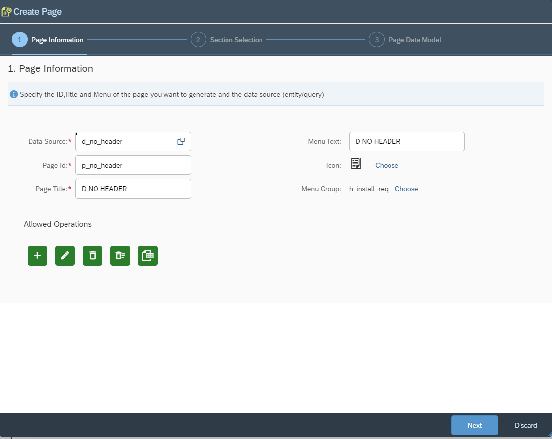 Create Page
1 Page Information 2 Section Selection 3 Page Data Model
1. Page Information
Specify the ID,Title and Menu of the page you want to generate and the data source (entity/query)
Data Source:* d_no_header Menu Text: D NO HEADER
Page Id:* p_no_header Icon: Choose
Page Title:* D NO HEADER Menu Group: h_install_req Choose
Allowed Operations
Next Discard